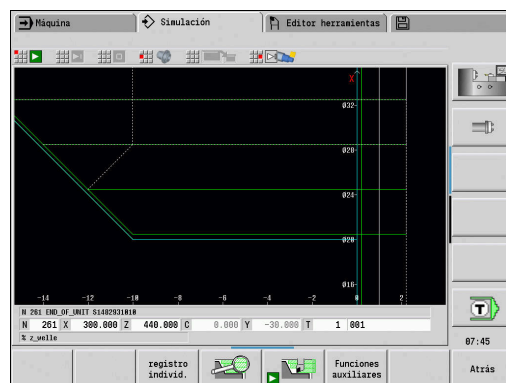 Máquina
Simulación
Editor herramientas
X
ø32
ø28
ø24
ø20
ø16
-14 -12 -10 -8 -6 -4 -2 0 2
N 261 END_OF_UNIT S1482931010
N 261 X 300.000 Z 440.000 C 0.000 Y -30.000 T 1 001
% z_welle
T
07:45
registro individ.
Funciones auxiliares
Atrás